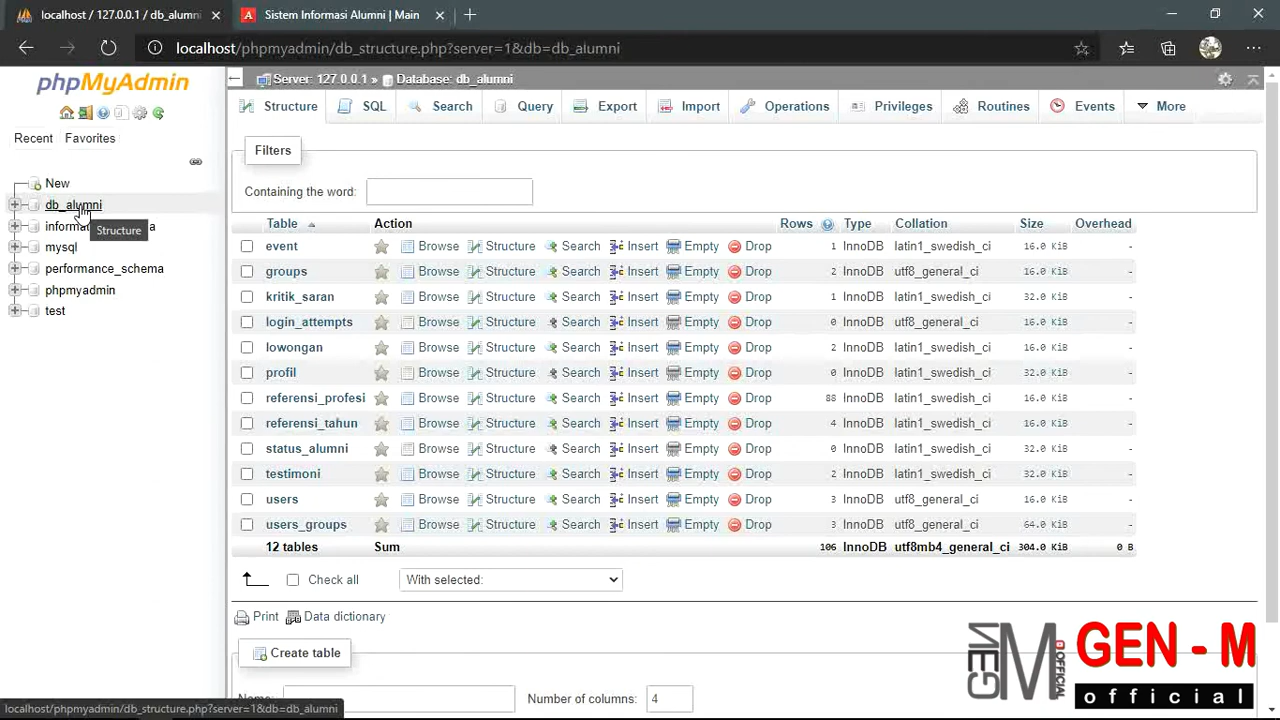 localhost / 127.0.0.1 / db_alumni
Sistem Informasi Alumni | Main
localhost/phpmyadmin/db_structure.php?server=1&db=db_alumni
phpMyAdmin
Server: 127.0.0.1 » Database: db_alumni
Structure SQL Search Query Export Import Operations Privileges Routines Events More
Recent Favorites
New
db_alumni
Structure
mysql
performance_schema
phpmyadmin
test
Filters
Containing the word:
Table Action Rows Type Collation Size Overhead
event Browse Structure Search Insert Empty Drop 1 InnoDB latin1_swedish_ci 16.0 KiB -
groups Browse Structure Search Insert Empty Drop 2 InnoDB utf8_general_ci 16.0 KiB -
kritik_saran Browse Structure Search Insert Empty Drop 1 InnoDB latin1_swedish_ci 32.0 KiB -
login_attempts Browse Structure Search Insert Empty Drop 0 InnoDB utf8_general_ci 16.0 KiB -
lowongan Browse Structure Search Insert Empty Drop 2 InnoDB latin1_swedish_ci 16.0 KiB -
profil Browse Structure Search Insert Empty Drop 0 InnoDB latin1_swedish_ci 32.0 KiB -
referensi_profesi Browse Structure Search Insert Empty Drop 88 InnoDB latin1_swedish_ci 16.0 KiB -
referensi_tahun Browse Structure Search Insert Empty Drop 4 InnoDB latin1_swedish_ci 16.0 KiB -
status_alumni Browse Structure Search Insert Empty Drop 0 InnoDB latin1_swedish_ci 32.0 KiB -
testimoni Browse Structure Search Insert Empty Drop 2 InnoDB latin1_swedish_ci 32.0 KiB -
users Browse Structure Search Insert Empty Drop 3 InnoDB utf8_general_ci 16.0 KiB -
users_groups Browse Structure Search Insert Empty Drop 3 InnoDB utf8_general_ci 64.0 KiB -
12 tables Sum 106 InnoDB utf8mb4_general_ci 304.0 KiB 0 B
Check all With selected:
Print Data dictionary
Create table
Name: Number of columns: 4
localhost/phpmyadmin/db_structure.php?server=1&db=db_alumni
GEN - M
official